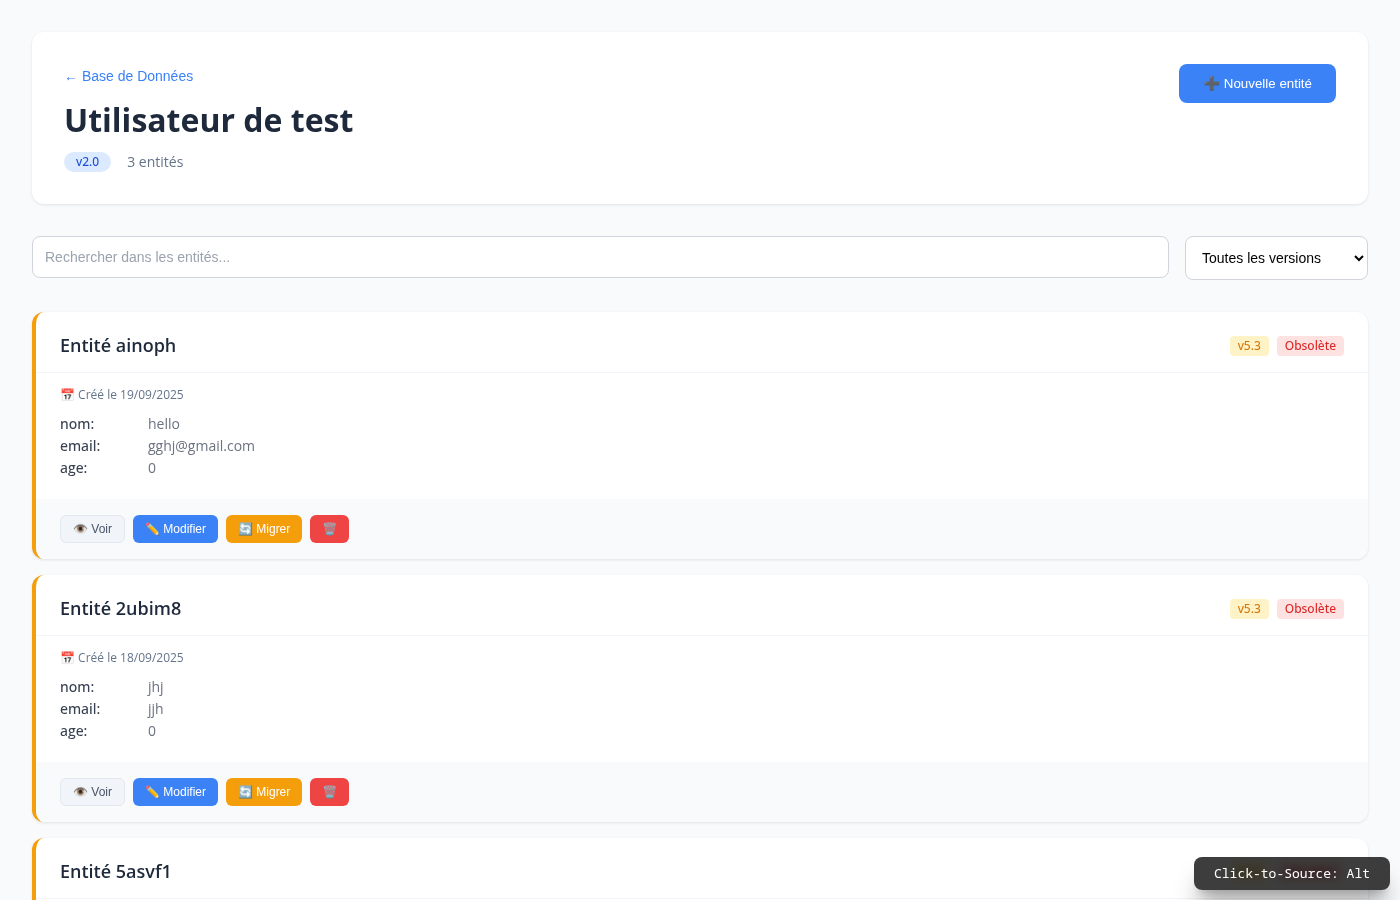 ← Base de Données
➕ Nouvelle entité
Utilisateur de test
v2.0 3 entités
Rechercher dans les entités...
Toutes les versions
Entité ainoph
v5.3 Obsolète
📅 Créé le 19/09/2025
nom: hello
email: gghj@gmail.com
age: 0
👁️ Voir ✏️ Modifier 🔄 Migrer 🗑️
Entité 2ubim8
v5.3 Obsolète
📅 Créé le 18/09/2025
nom: jhj
email: jjh
age: 0
👁️ Voir ✏️ Modifier 🔄 Migrer 🗑️
Entité 5asvf1
Click-to-Source: Alt